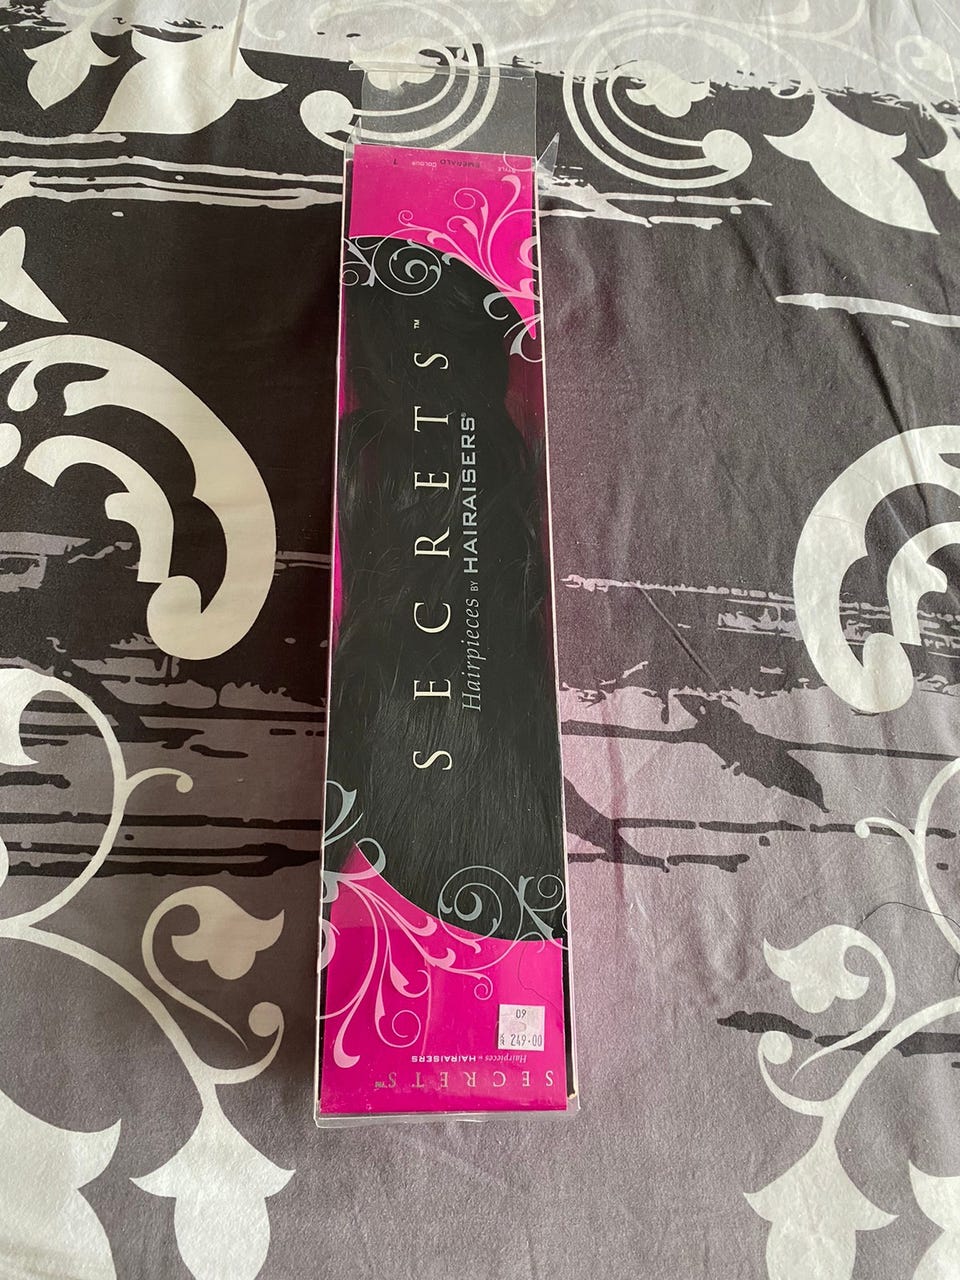 STYLE EMERALD COLOUR 1
SECRETS™
Hairpieces BY HAIRAISERS®
09
249.00
SECRETS™
Hairpieces BY HAIRAISERS